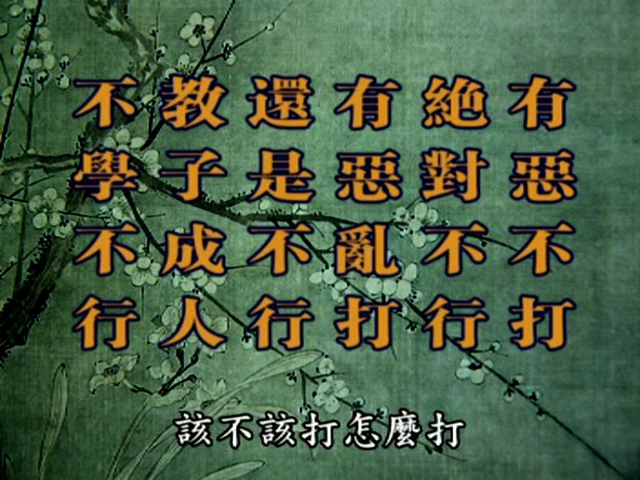 有惡不打
絕對不行
有惡亂打
還是不行
教子成人
不學不行
該不該打怎麼打